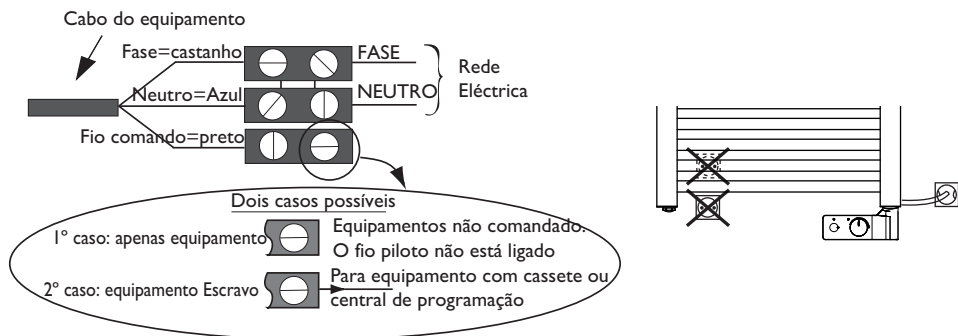 Cabo do equipamento
Fase=castanho
FASE
Neutro=Azul
NEUTRO
Rede
Eléctrica
Fio comando=preto
Dois casos possíveis
1º caso: apenas equipamento
Equipamentos não comandado.
O fio piloto não está ligado
2º caso: equipamento Escravo
Para equipamento com cassete ou
central de programação